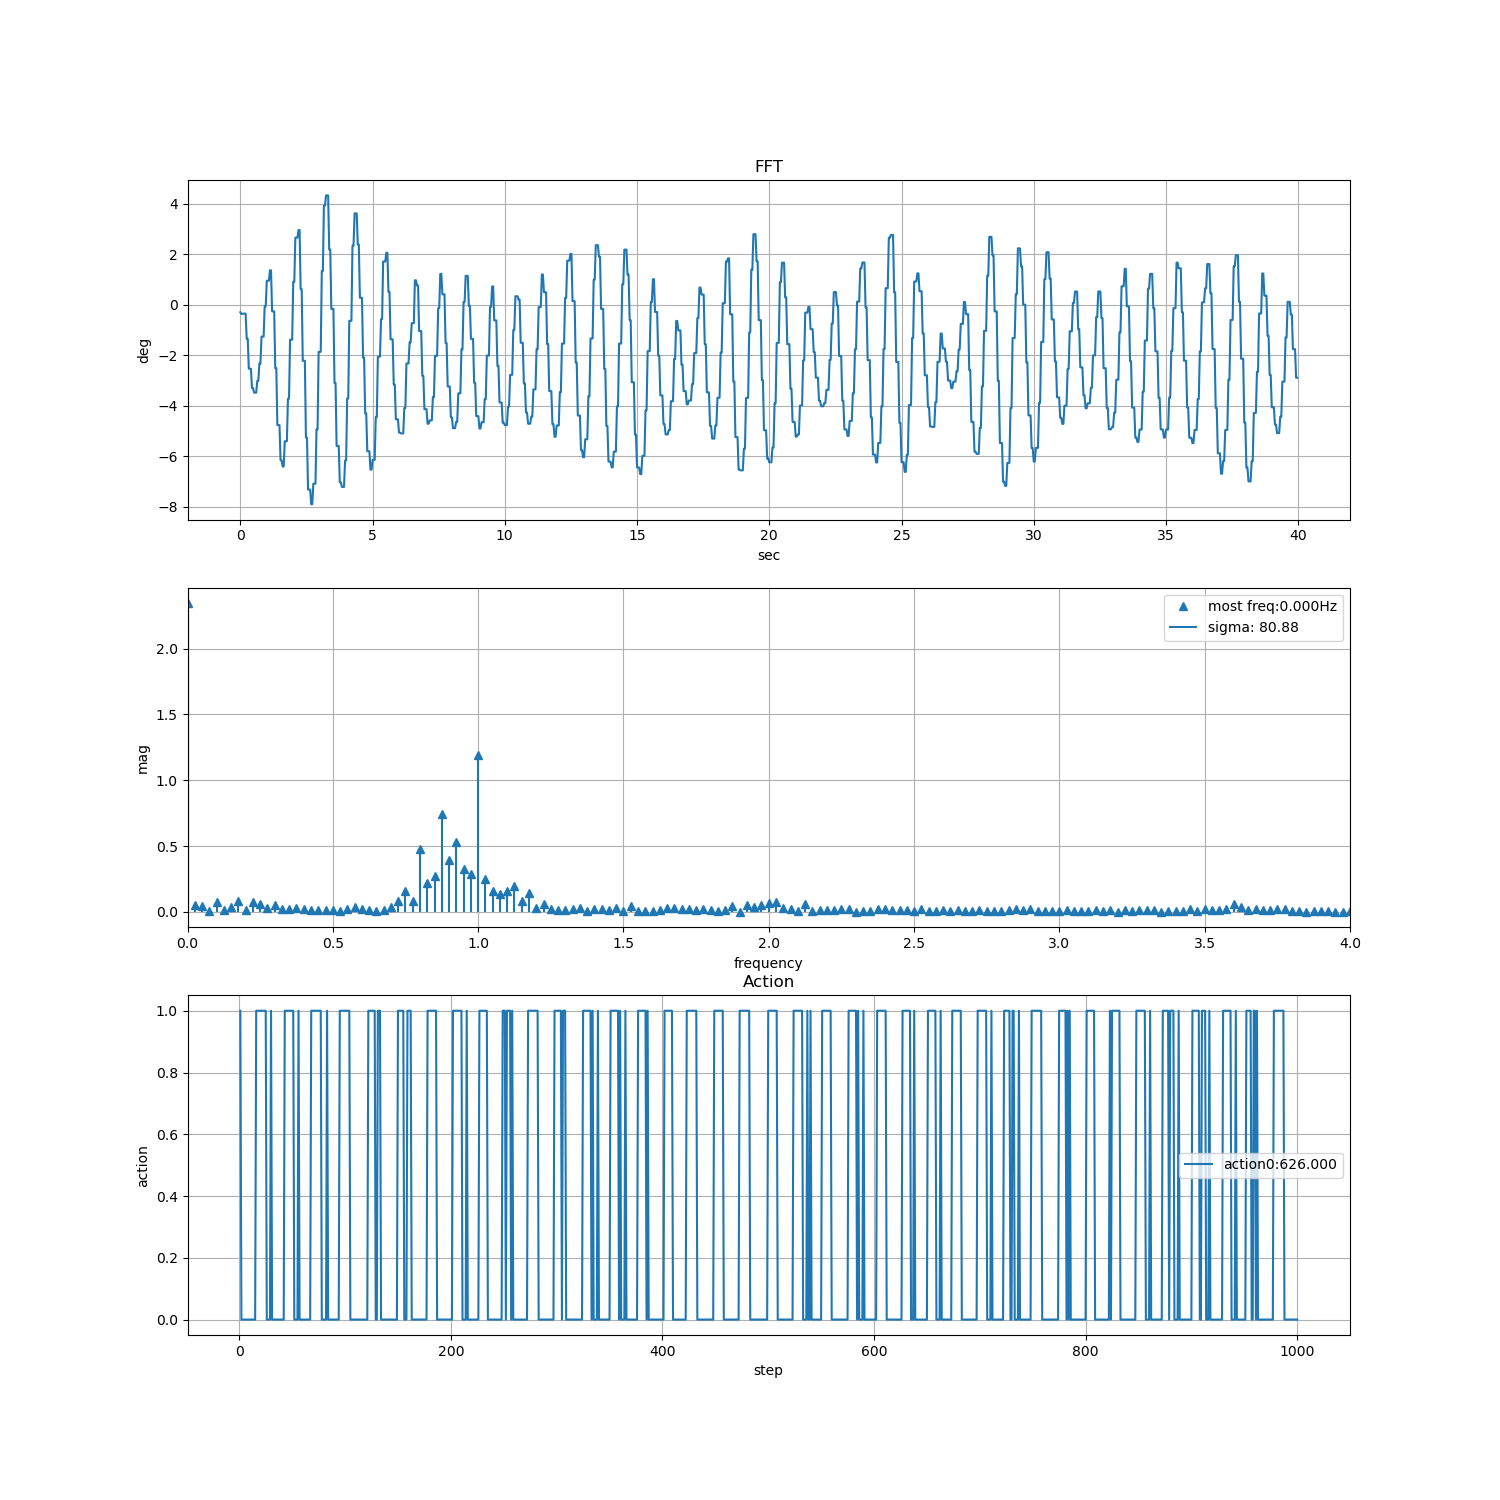 FFT
4
2
0
−2
−4
−6
−8
deg
0 5 10 15 20 25 30 35 40
sec
most freq:0.000Hz
sigma: 80.88
2.0
1.5
1.0
0.5
0.0
mag
0.0 0.5 1.0 1.5 2.0 2.5 3.0 3.5 4.0
frequency
Action
1.0
0.8
0.6
0.4
0.2
0.0
action
action0:626.000
0 200 400 600 800 1000
step